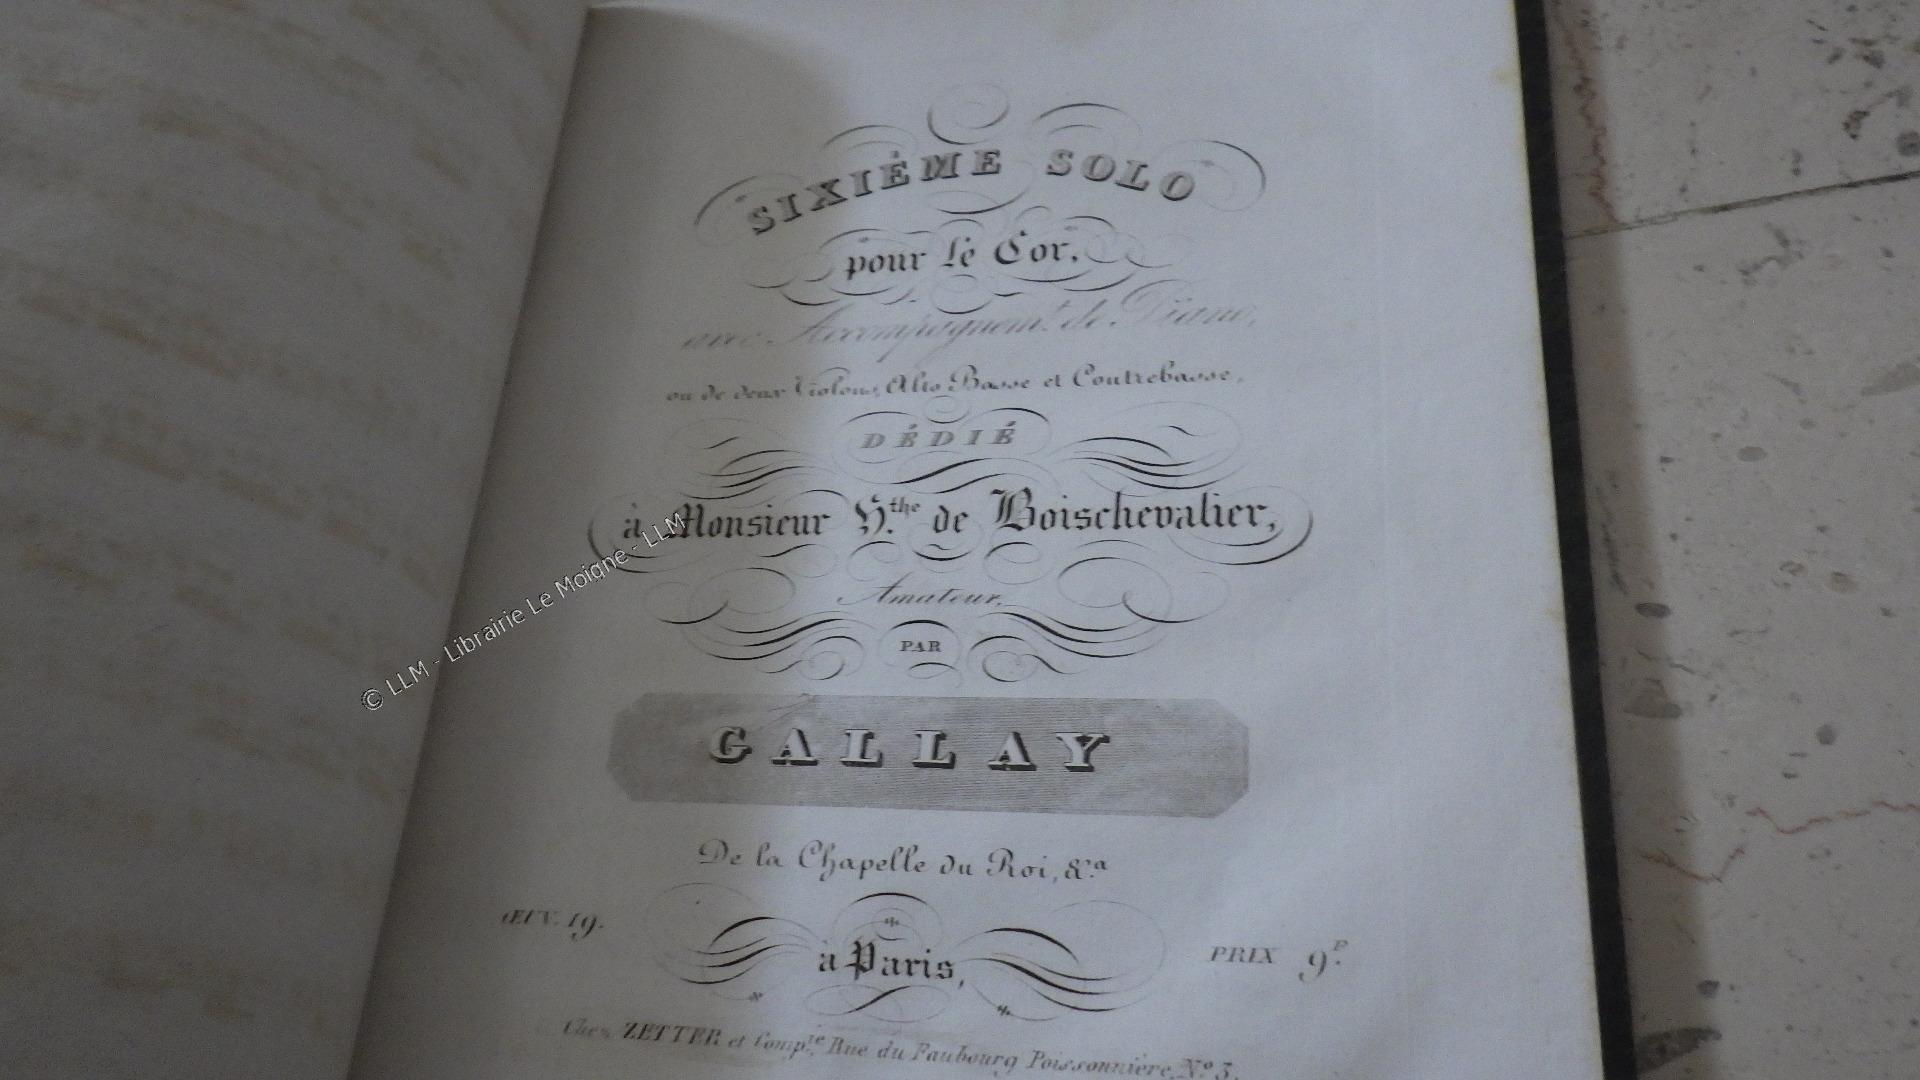 SIXIÈME SOLO
pour le Cor,
avec Accompagnem.t de Piano,
ou de deux Violons, Alto Basse et Contrebasse,
DÉDIÉ
à Monsieur H.the de Boischevalier,
Amateur,
PAR
GALLAY
De la Chapelle du Roi, &.a
ŒUV. 19.
PRIX 9.F
à Paris,
Chez ZETTER et Comp.ie Rue du Faubourg Poissonnière, N.o 3.
© LLM - Librairie Le Moigne - LLM